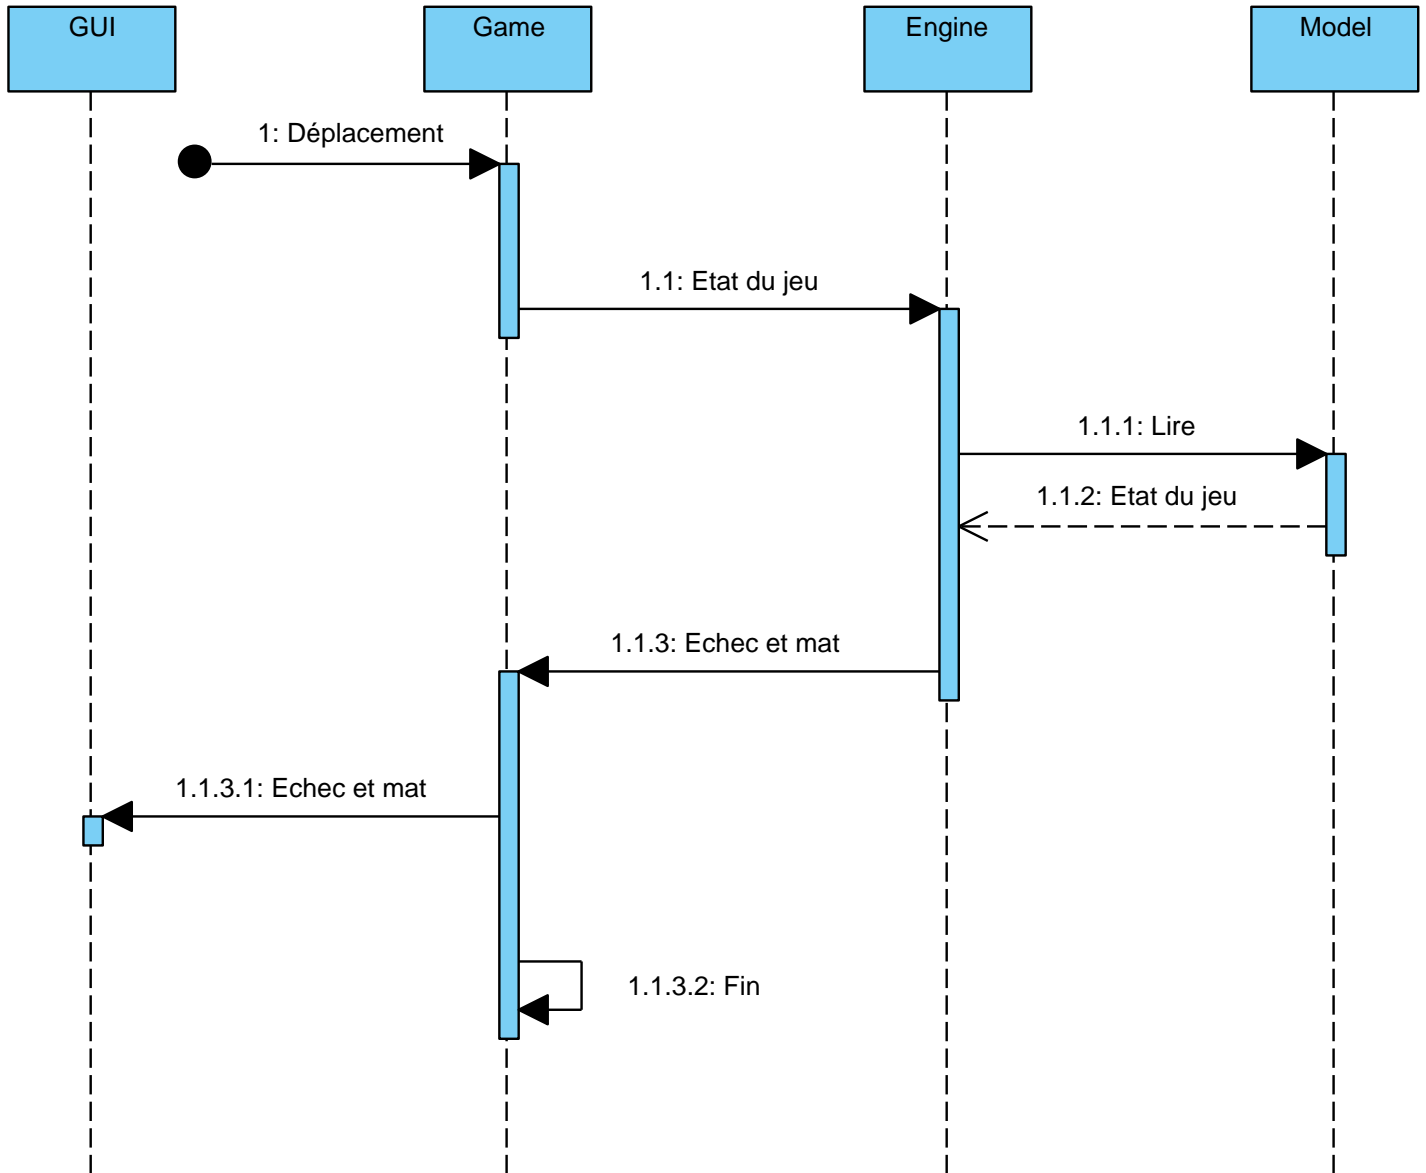 GUI
Game
Engine
Model
1: Déplacement
1.1: Etat du jeu
1.1.1: Lire
1.1.2: Etat du jeu
1.1.3: Echec et mat
1.1.3.1: Echec et mat
1.1.3.2: Fin